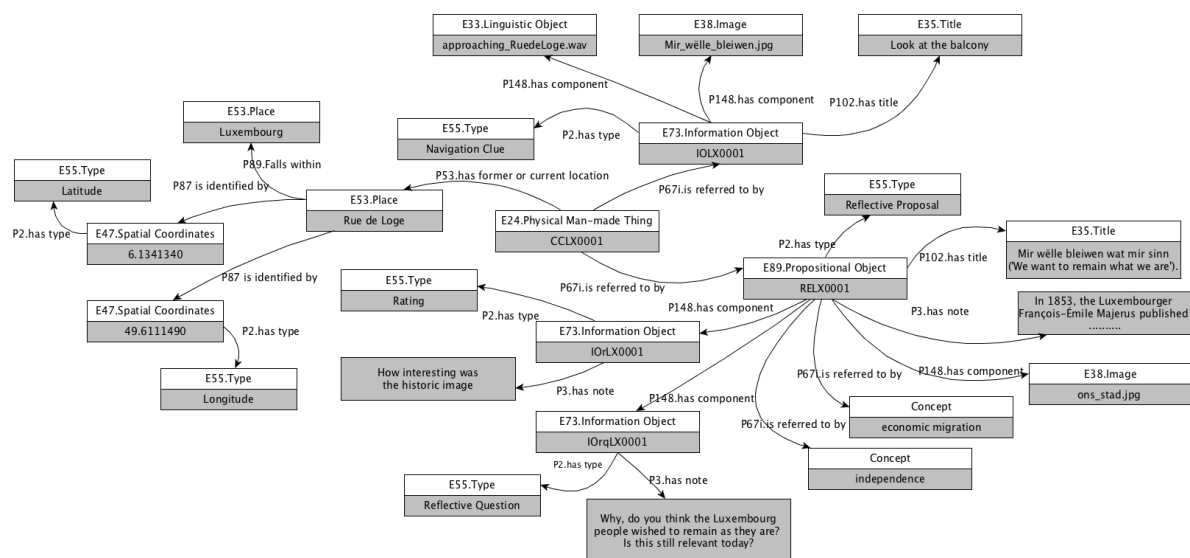 E33.Linguistic Object
approaching_RuedeLoge.wav
E38.Image
Mir_wëlle_bleiwen.jpg
E35.Title
Look at the balcony
P148.has component
P148.has component
P102.has title
E53.Place
Luxembourg
E55.Type
Navigation Clue
P2.has type
E73.Information Object
IOLX0001
P89.Falls within
E55.Type
Latitude
P87 is identified by
P53.has former or current location
P67i.is referred to by
E53.Place
Rue de Loge
E55.Type
Reflective Proposal
P2.has type
E47.Spatial Coordinates
6.1341340
E24.Physical Man-made Thing
CCLX0001
P2.has type
E35.Title
Mir wëlle bleiwen wat mir sinn
('We want to remain what we are').
P102.has title
P87 is identified by
E55.Type
Rating
P67i.is referred to by
E89.Propositional Object
RELX0001
E47.Spatial Coordinates
49.6111490
P2.has type
P148.has component
P3.has note
In 1853, the Luxembourger
François-Émile Majerus published
..........
P2.has type
E73.Information Object
IOrLX0001
E55.Type
Longitude
How interesting was
the historic image
P3.has note
P67i.is referred to by
P148.has component
E38.Image
ons_stad.jpg
P148.has component
Concept
economic migration
E73.Information Object
IOrqLX0001
P67i.is referred to by
Concept
independence
P2.has type
P3.has note
E55.Type
Reflective Question
Why, do you think the Luxembourg
people wished to remain as they are?
Is this still relevant today?